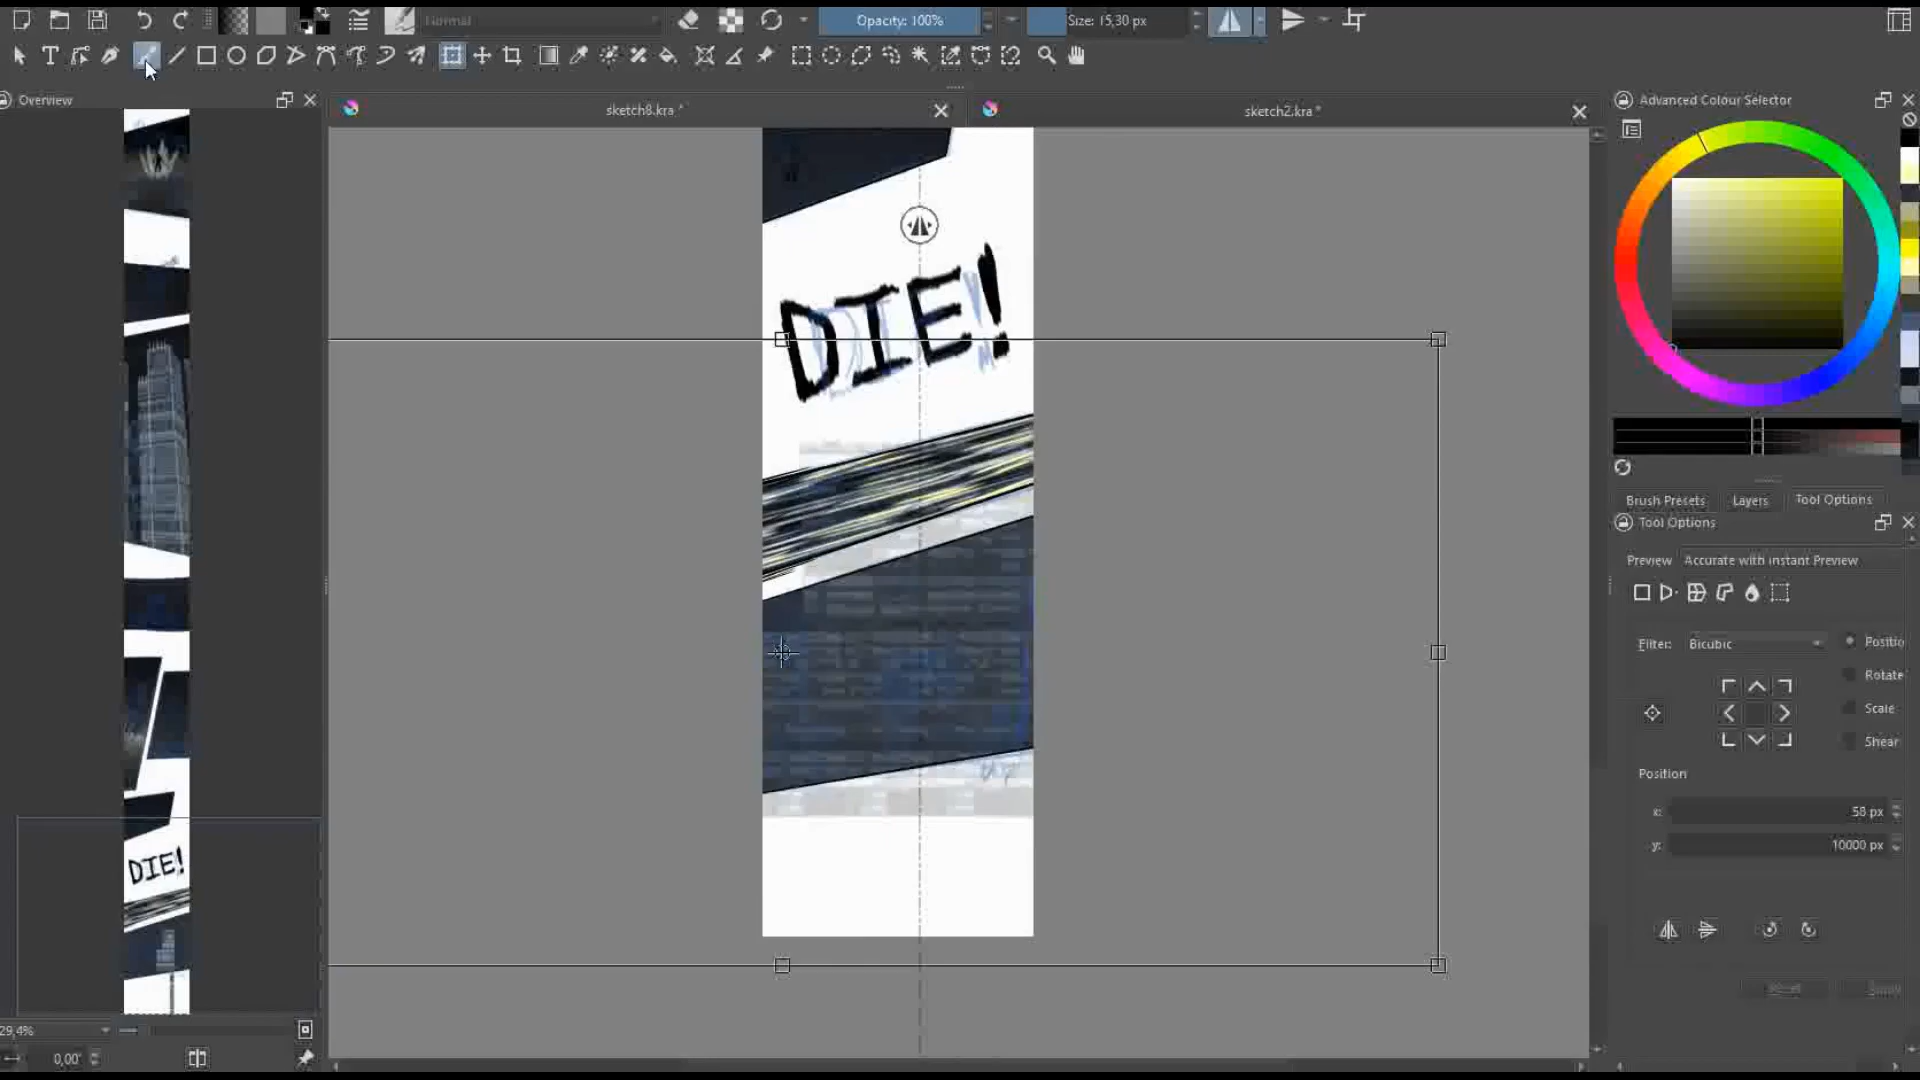 Normal
Opacity: 100%
Size: 15,30 px
Overview
sketch8.kra *
sketch2.kra *
Advanced Colour Selector
DIE!
Brush Presets
Layers
Tool Options
Tool Options
Preview
Accurate with Instant Preview
Filter:
Bicubic
Positio
Rotate
Scale
Shear
Position
x:
58 px
y:
10000 px
DIE!
29,4%
0,00°